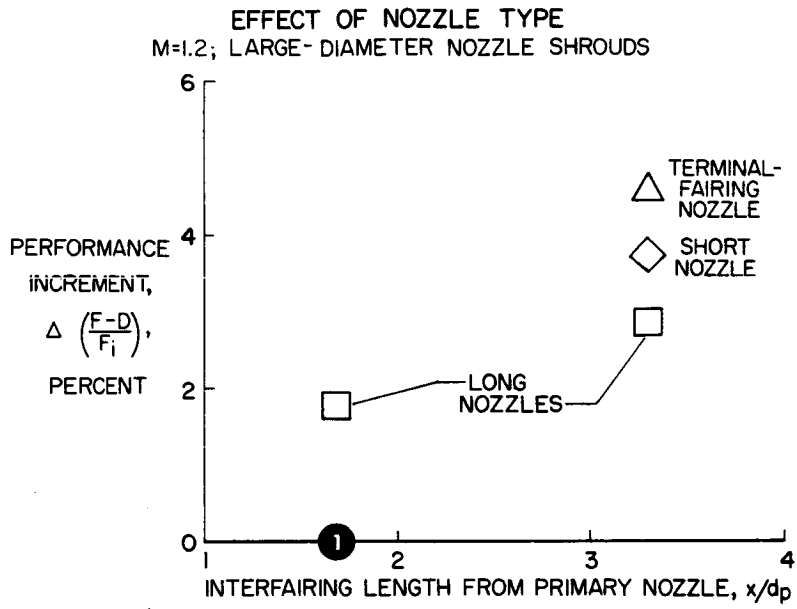 EFFECT OF NOZZLE TYPE
M=1.2; LARGE-DIAMETER NOZZLE SHROUDS
6
4
2
0
PERFORMANCE
INCREMENT,
Δ (F-D/Fi),
PERCENT
TERMINAL-
FAIRING
NOZZLE
SHORT
NOZZLE
LONG
NOZZLES
1
1
2
3
4
INTERFAIRING LENGTH FROM PRIMARY NOZZLE, x/dp